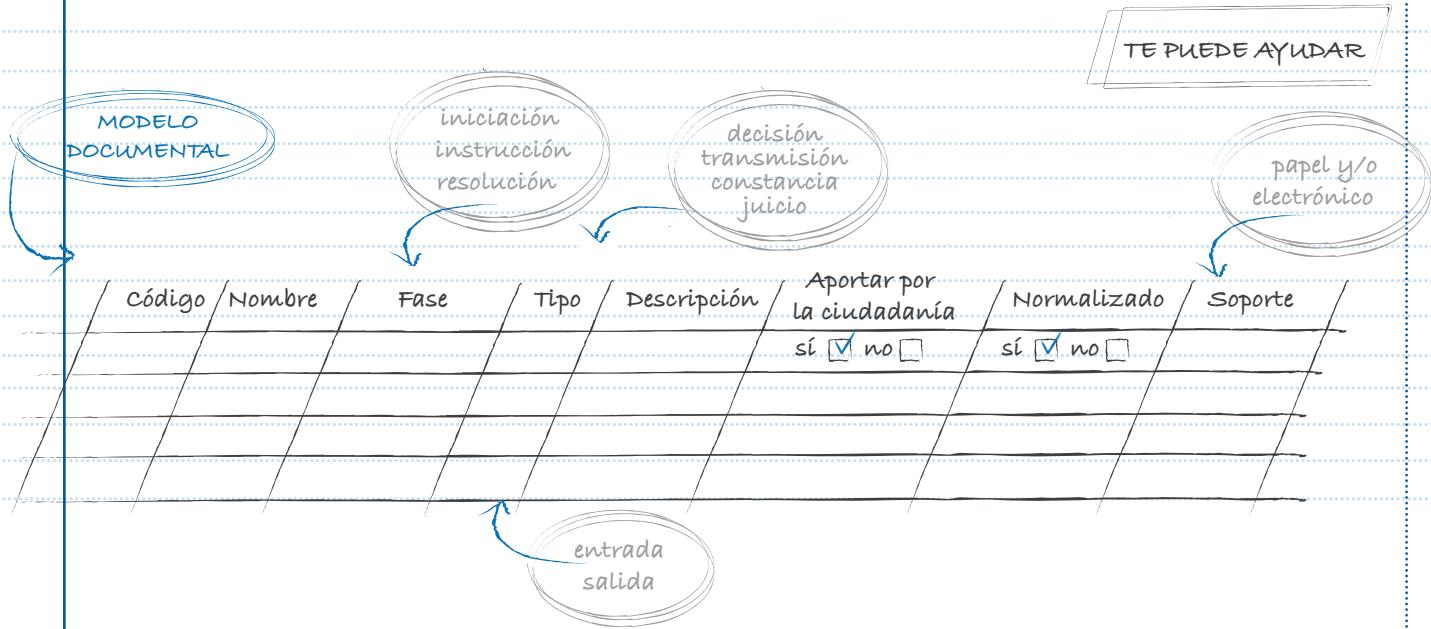 TE PUEDE AYUDAR
MODELO
DOCUMENTAL
iniciación
instrucción
resolución
decisión
transmisión
constancia
juicio
papel y/o
electrónico
Código Nombre Fase Tipo Descripción Aportar por la ciudadanía Normalizado Soporte
sí no sí no
entrada
salida